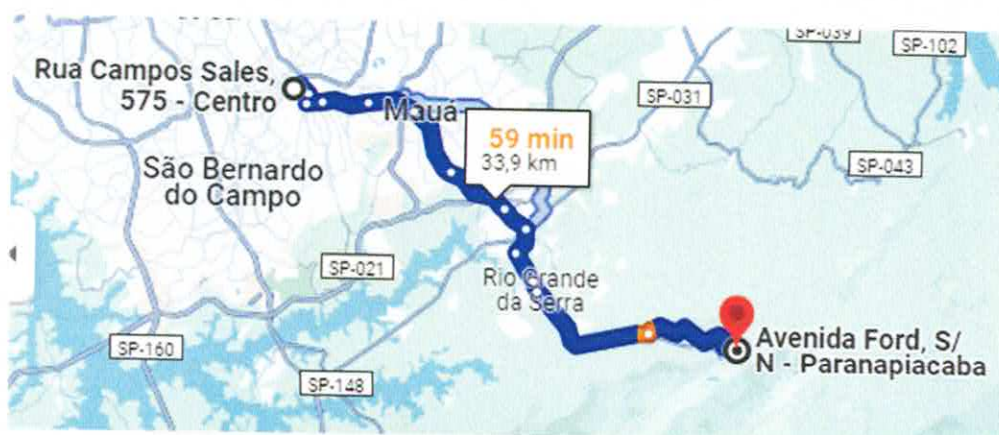 SP-039
SP-102
Rua Campos Sales,
575 - Centro
Mauá
SP-031
59 min
33,9 km
São Bernardo
do Campo
SP-043
SP-021
Rio Grande
da Serra
SP-160
Avenida Ford, S/
N - Paranapiacaba
SP-148